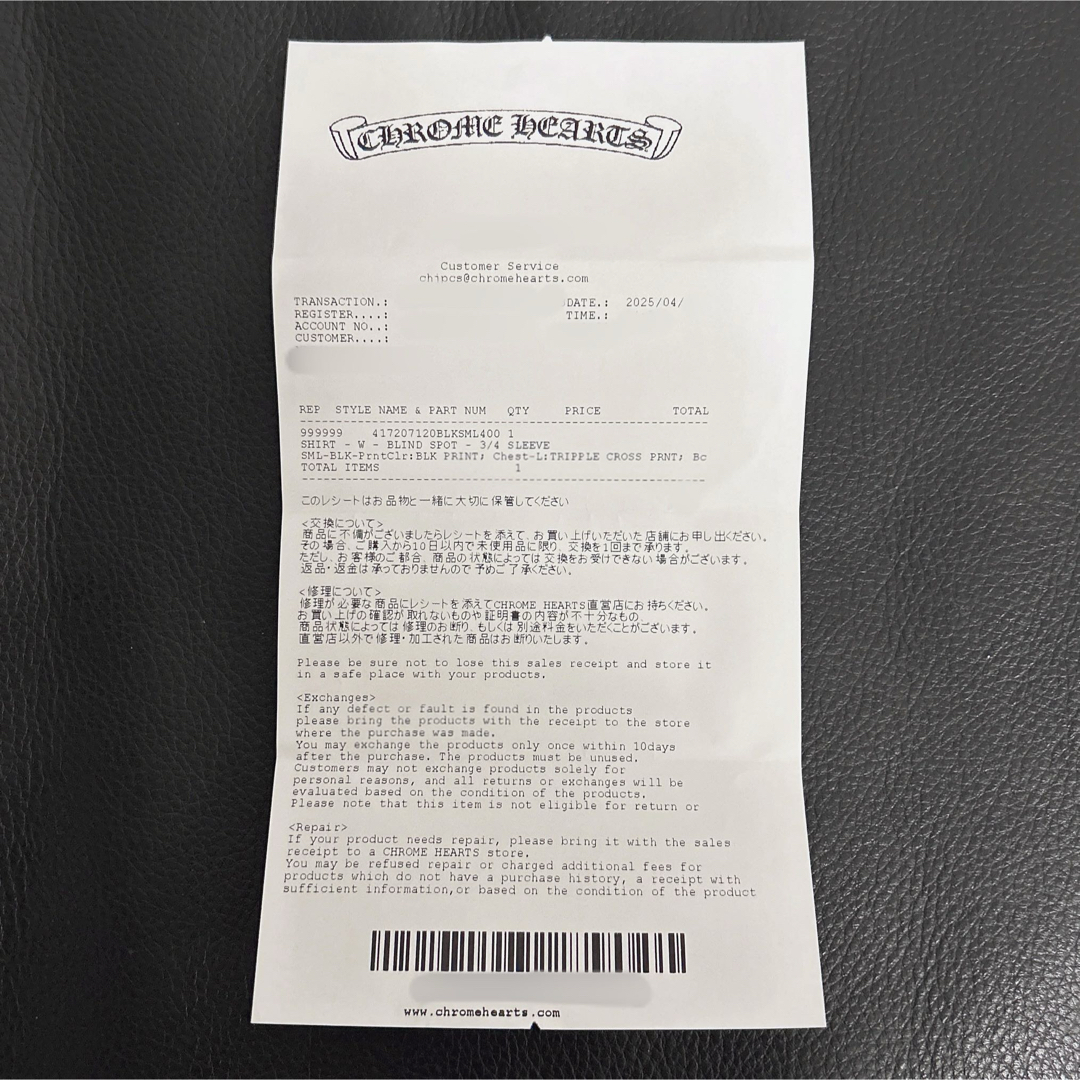 CHROME HEARTS
Customer Service
chipcs@chromehearts.com
TRANSACTION.: DATE.: 2025/04/
REGISTER....: TIME.:
ACCOUNT NO..:
CUSTOMER....:
REP STYLE NAME & PART NUM QTY PRICE TOTAL
999999 417207120BLKSML400 1
SHIRT - W - BLIND SPOT - 3/4 SLEEVE
SML-BLK-PrntClr:BLK PRINT; Chest-L:TRIPPLE CROSS PRNT; Bc
TOTAL ITEMS 1
このレシートはお品物と一緒に大切に保管してください
<交換について>
商品に不備がございましたらレシートを添えて、お買い上げいただいた店舗にお申し出ください。
その場合、ご購入から10日以内で未使用品に限り、交換を1回まで承ります。
ただし、お客様のご都合、商品の状態によっては交換をお受けできない場合がございます。
返品・返金は承っておりませんので予めご了承ください。
<修理について>
修理が必要な商品にレシートを添えてCHROME HEARTS直営店にお持ちください。
お買い上げの確認が取れないものや証明書の内容が不十分なもの、
商品状態によっては修理のお断り、もしくは別途料金をいただくことがございます。
直営店以外で修理・加工された商品はお断りいたします。
Please be sure not to lose this sales receipt and store it
in a safe place with your products.
<Exchanges>
If any defect or fault is found in the products
please bring the products with the receipt to the store
where the purchase was made.
You may exchange the products only once within 10days
after the purchase. The products must be unused.
Customers may not exchange products solely for
personal reasons, and all returns or exchanges will be
evaluated based on the condition of the products.
Please note that this item is not eligible for return or
<Repair>
If your product needs repair, please bring it with the sales
receipt to a CHROME HEARTS store.
You may be refused repair or charged additional fees for
products which do not have a purchase history, a receipt with
sufficient information,or based on the condition of the product
www.chromehearts.com